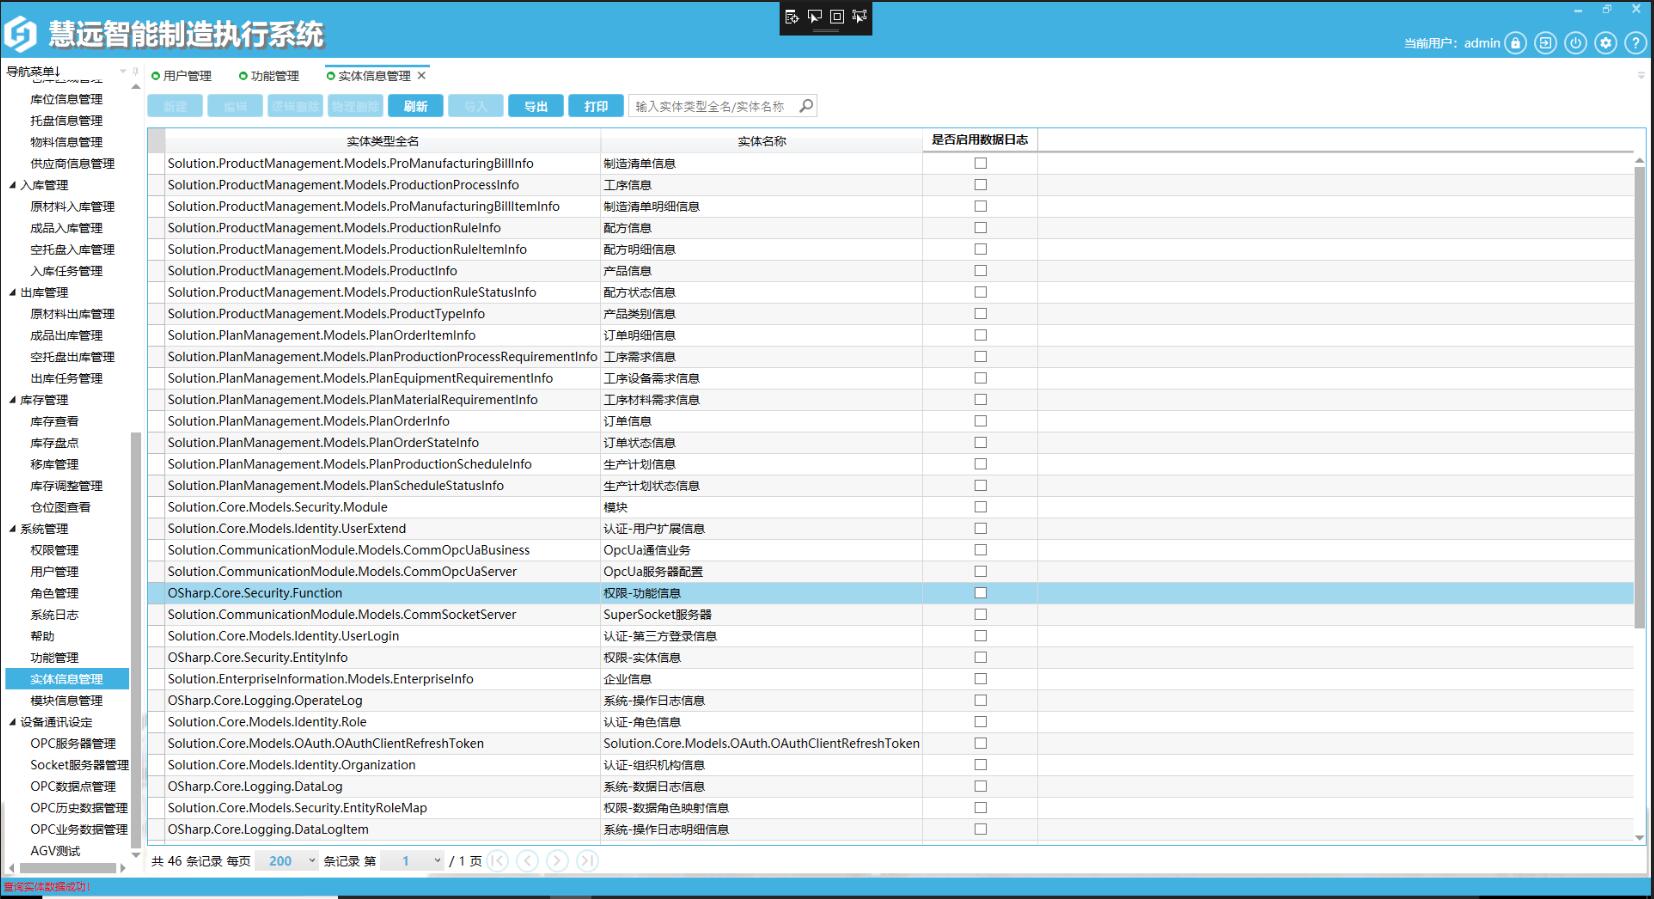 慧远智能制造执行系统
当前用户: admin
导航菜单
用户管理
功能管理
实体信息管理
新建
编辑
逻辑删除
物理删除
刷新
导入
导出
打印
输入实体类型全名/实体名称
库位信息管理
托盘信息管理
物料信息管理
供应商信息管理
入库管理
原材料入库管理
成品入库管理
空托盘入库管理
入库任务管理
出库管理
原材料出库管理
成品出库管理
空托盘出库管理
出库任务管理
库存管理
库存查看
库存盘点
移库管理
库存调整管理
仓位图查看
系统管理
权限管理
用户管理
角色管理
系统日志
帮助
功能管理
实体信息管理
模块信息管理
设备通讯设定
OPC服务器管理
Socket服务器管理
OPC数据点管理
OPC历史数据管理
OPC业务数据管理
AGV测试
实体类型全名 实体名称 是否启用数据日志
Solution.ProductManagement.Models.ProManufacturingBillInfo 制造清单信息
Solution.ProductManagement.Models.ProductionProcessInfo 工序信息
Solution.ProductManagement.Models.ProManufacturingBillItemInfo 制造清单明细信息
Solution.ProductManagement.Models.ProductionRuleInfo 配方信息
Solution.ProductManagement.Models.ProductionRuleItemInfo 配方明细信息
Solution.ProductManagement.Models.ProductInfo 产品信息
Solution.ProductManagement.Models.ProductionRuleStatusInfo 配方状态信息
Solution.ProductManagement.Models.ProductTypeInfo 产品类别信息
Solution.PlanManagement.Models.PlanOrderItemInfo 订单明细信息
Solution.PlanManagement.Models.PlanProductionProcessRequirementInfo 工序需求信息
Solution.PlanManagement.Models.PlanEquipmentRequirementInfo 工序设备需求信息
Solution.PlanManagement.Models.PlanMaterialRequirementInfo 工序材料需求信息
Solution.PlanManagement.Models.PlanOrderInfo 订单信息
Solution.PlanManagement.Models.PlanOrderStateInfo 订单状态信息
Solution.PlanManagement.Models.PlanProductionScheduleInfo 生产计划信息
Solution.PlanManagement.Models.PlanScheduleStatusInfo 生产计划状态信息
Solution.Core.Models.Security.Module 模块
Solution.Core.Models.Identity.UserExtend 认证-用户扩展信息
Solution.CommunicationModule.Models.CommOpcUaBusiness OpcUa通信业务
Solution.CommunicationModule.Models.CommOpcUaServer OpcUa服务器配置
OSharp.Core.Security.Function 权限-功能信息
Solution.CommunicationModule.Models.CommSocketServer SuperSocket服务器
Solution.Core.Models.Identity.UserLogin 认证-第三方登录信息
OSharp.Core.Security.EntityInfo 权限-实体信息
Solution.EnterpriseInformation.Models.EnterpriseInfo 企业信息
OSharp.Core.Logging.OperateLog 系统-操作日志信息
Solution.Core.Models.Identity.Role 认证-角色信息
Solution.Core.Models.OAuth.OAuthClientRefreshToken Solution.Core.Models.OAuth.OAuthClientRefreshToken
Solution.Core.Models.Identity.Organization 认证-组织机构信息
OSharp.Core.Logging.DataLog 系统-数据日志信息
Solution.Core.Models.Security.EntityRoleMap 权限-数据角色映射信息
OSharp.Core.Logging.DataLogItem 系统-操作日志明细信息
共 46 条记录 每页 200 条记录 第 1 / 1 页
查询实体数据成功!